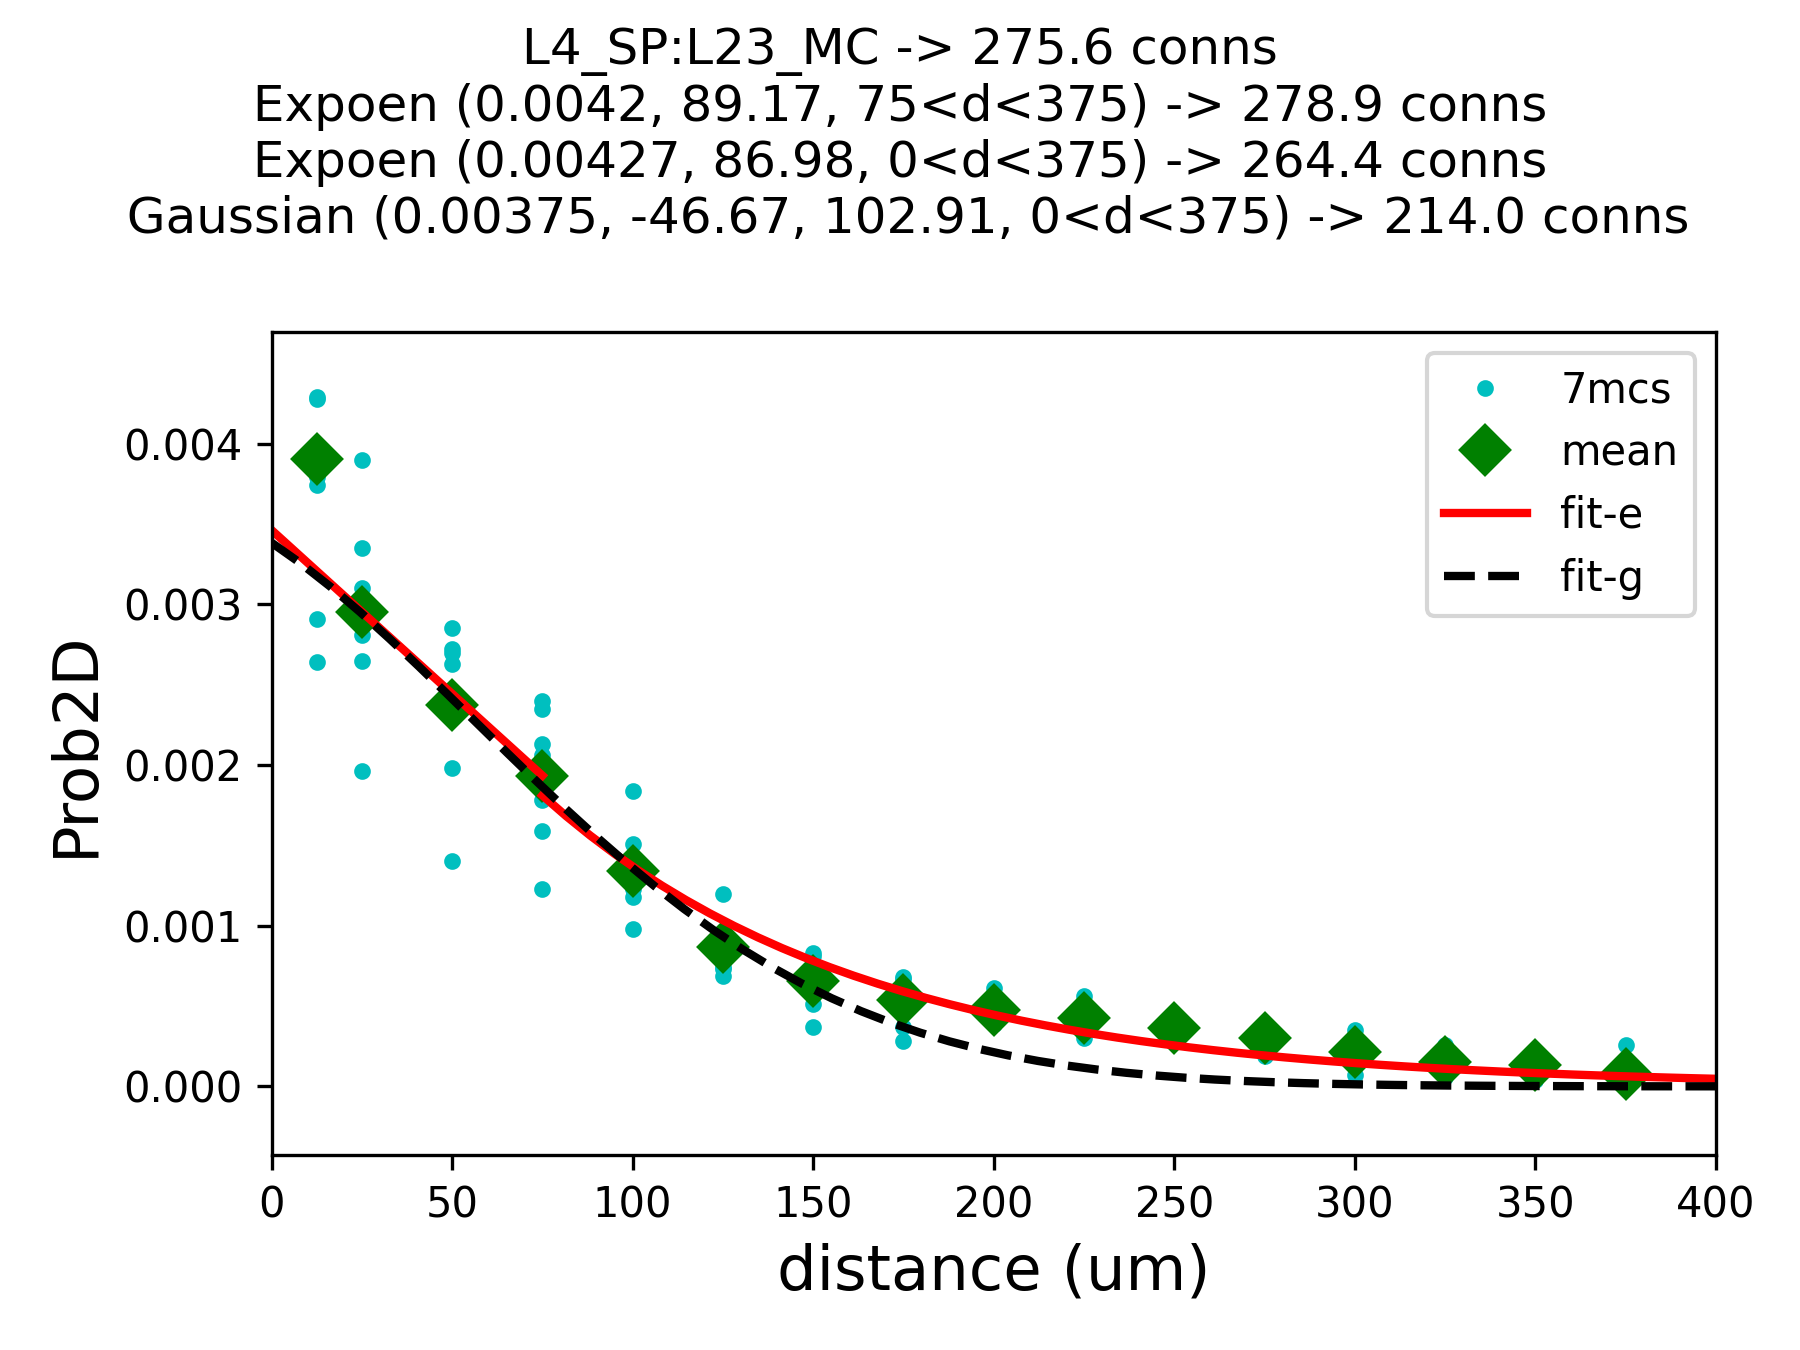 L4_SP:L23_MC -> 275.6 conns
Expoen (0.0042, 89.17, 75<d<375) -> 278.9 conns
Expoen (0.00427, 86.98, 0<d<375) -> 264.4 conns
Gaussian (0.00375, -46.67, 102.91, 0<d<375) -> 214.0 conns
7mcs
mean
fit-e
fit-g
0.004
0.003
0.002
0.001
0.000
Prob2D
0 50 100 150 200 250 300 350 400
distance (um)